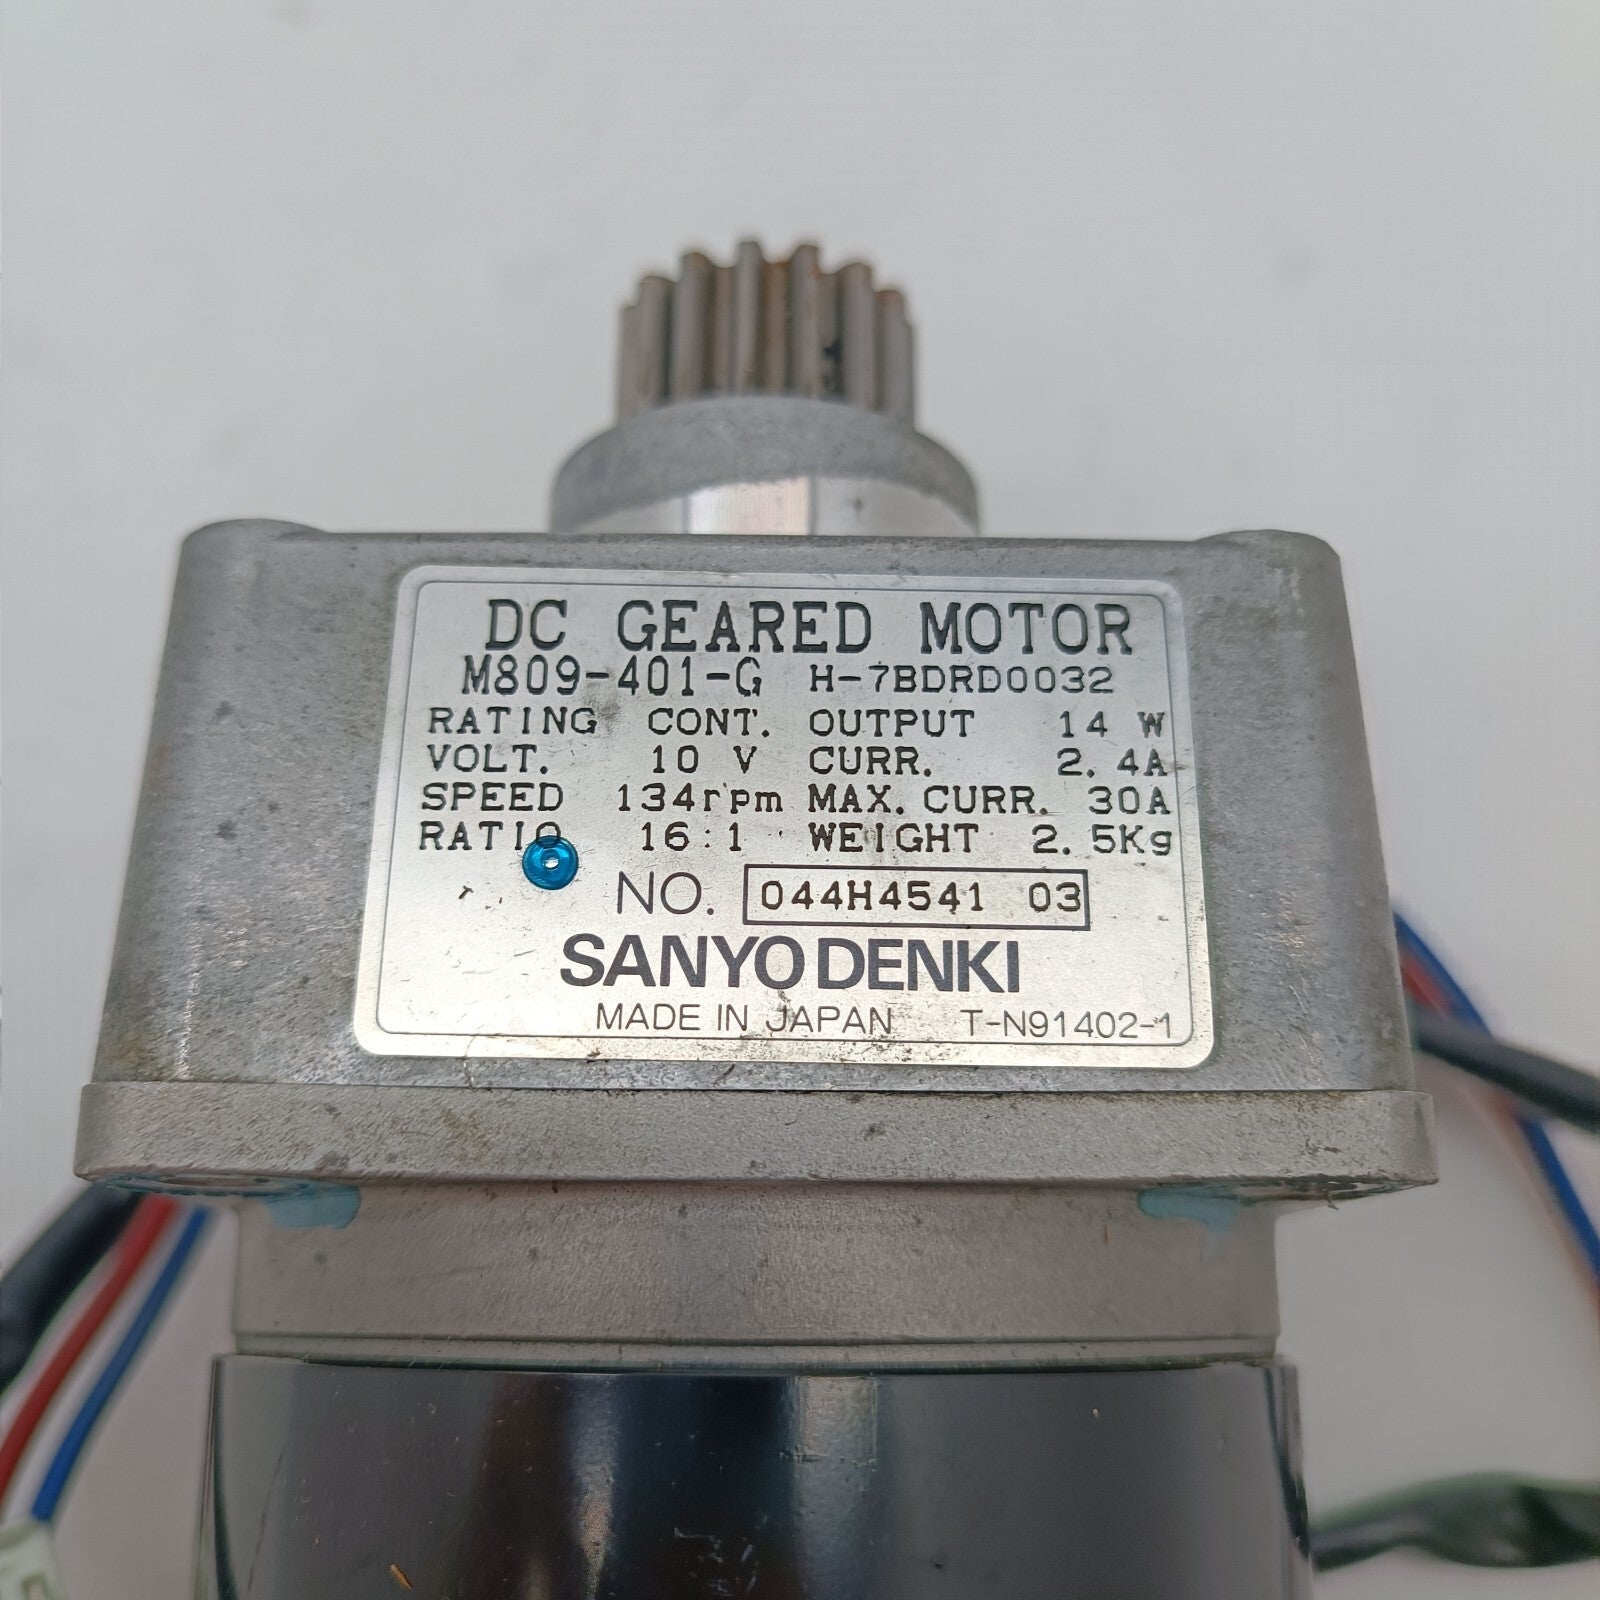 DC GEARED MOTOR
M809-401-G H-7BDRD0032
RATING CONT. OUTPUT 14 W
VOLT. 10 V CURR. 2.4A
SPEED 134rpm MAX. CURR. 30A
RATIO 16:1 WEIGHT 2.5Kg
NO. 044H4541 03
SANYO DENKI
MADE IN JAPAN T-N91402-1